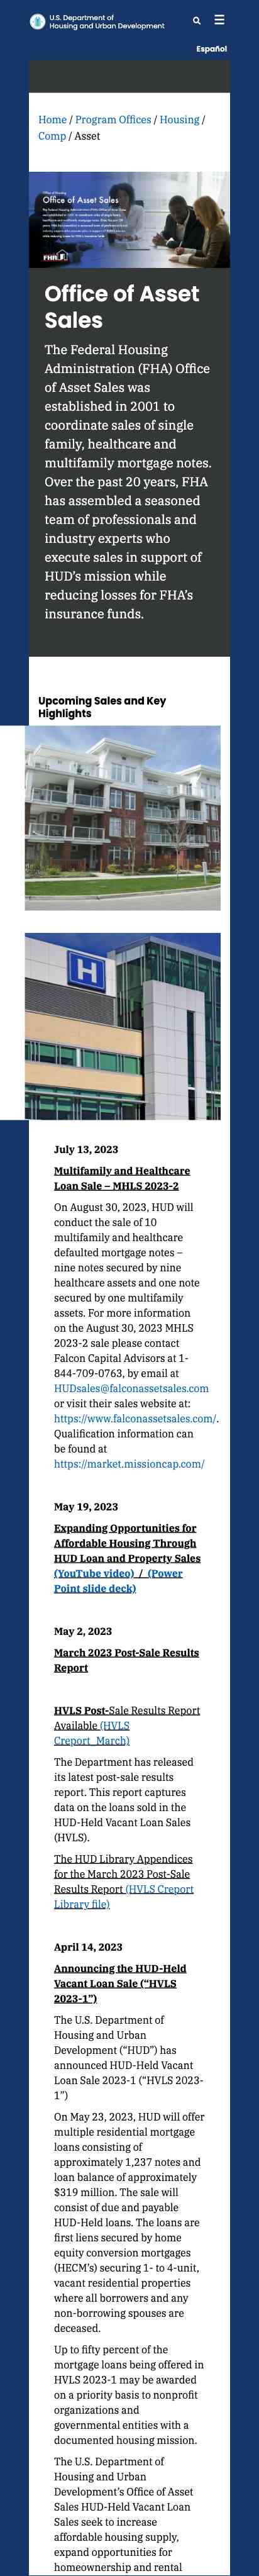 U.S. Department of
Housing and Urban Development
Español
Home / Program Offices / Housing /
Comp / Asset
Office of Asset Sales
FHA
Office of Asset
Sales
The Federal Housing
Administration (FHA) Office
of Asset Sales was
established in 2001 to
coordinate sales of single
family, healthcare and
multifamily mortgage notes.
Over the past 20 years, FHA
has assembled a seasoned
team of professionals and
industry experts who
execute sales in support of
HUD's mission while
reducing losses for FHA's
insurance funds.
Upcoming Sales and Key
Highlights
H
July 13, 2023
Multifamily and Healthcare
Loan Sale – MHLS 2023-2
On August 30, 2023, HUD will
conduct the sale of 10
multifamily and healthcare
defaulted mortgage notes –
nine notes secured by nine
healthcare assets and one note
secured by one multifamily
assets. For more information
on the August 30, 2023 MHLS
2023-2 sale please contact
Falcon Capital Advisors at 1-
844-709-0763, by email at
HUDsales@falconassetsales.com
or visit their sales website at:
https://www.falconassetsales.com/.
Qualification information can
be found at
https://market.missioncap.com/
May 19, 2023
Expanding Opportunities for
Affordable Housing Through
HUD Loan and Property Sales
(YouTube video) / (Power
Point slide deck)
May 2, 2023
March 2023 Post-Sale Results
Report
HVLS Post-Sale Results Report
Available (HVLS
Creport_March)
The Department has released
its latest post-sale results
report. This report captures
data on the loans sold in the
HUD-Held Vacant Loan Sales
(HVLS).
The HUD Library Appendices
for the March 2023 Post-Sale
Results Report (HVLS Creport
Library file)
April 14, 2023
Announcing the HUD-Held
Vacant Loan Sale (“HVLS
2023-1”)
The U.S. Department of
Housing and Urban
Development (“HUD”) has
announced HUD-Held Vacant
Loan Sale 2023-1 (“HVLS 2023-
1”)
On May 23, 2023, HUD will offer
multiple residential mortgage
loans consisting of
approximately 1,237 notes and
loan balance of approximately
$319 million. The sale will
consist of due and payable
HUD-Held loans. The loans are
first liens secured by home
equity conversion mortgages
(HECM's) securing 1- to 4-unit,
vacant residential properties
where all borrowers and any
non-borrowing spouses are
deceased.
Up to fifty percent of the
mortgage loans being offered in
HVLS 2023-1 may be awarded
on a priority basis to nonprofit
organizations and
governmental entities with a
documented housing mission.
The U.S. Department of
Housing and Urban
Development's Office of Asset
Sales HUD-Held Vacant Loan
Sales seek to increase
affordable housing supply,
expand opportunities for
homeownership and rental